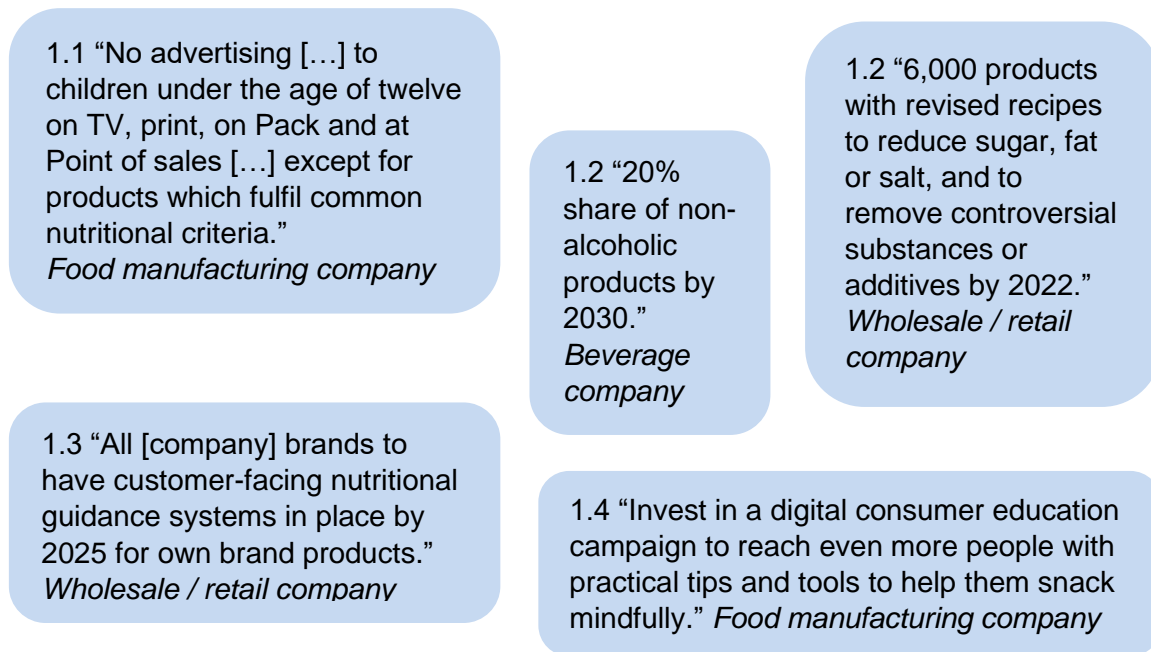 1.1 “No advertising […] to
children under the age of twelve
on TV, print, on Pack and at
Point of sales […] except for
products which fulfil common
nutritional criteria.”
Food manufacturing company
1.2 “20%
share of non-
alcoholic
products by
2030.”
Beverage
company
1.2 “6,000 products
with revised recipes
to reduce sugar, fat
or salt, and to
remove controversial
substances or
additives by 2022.”
Wholesale / retail
company
1.3 “All [company] brands to
have customer-facing nutritional
guidance systems in place by
2025 for own brand products.”
Wholesale / retail company
1.4 “Invest in a digital consumer education
campaign to reach even more people with
practical tips and tools to help them snack
mindfully.” Food manufacturing company